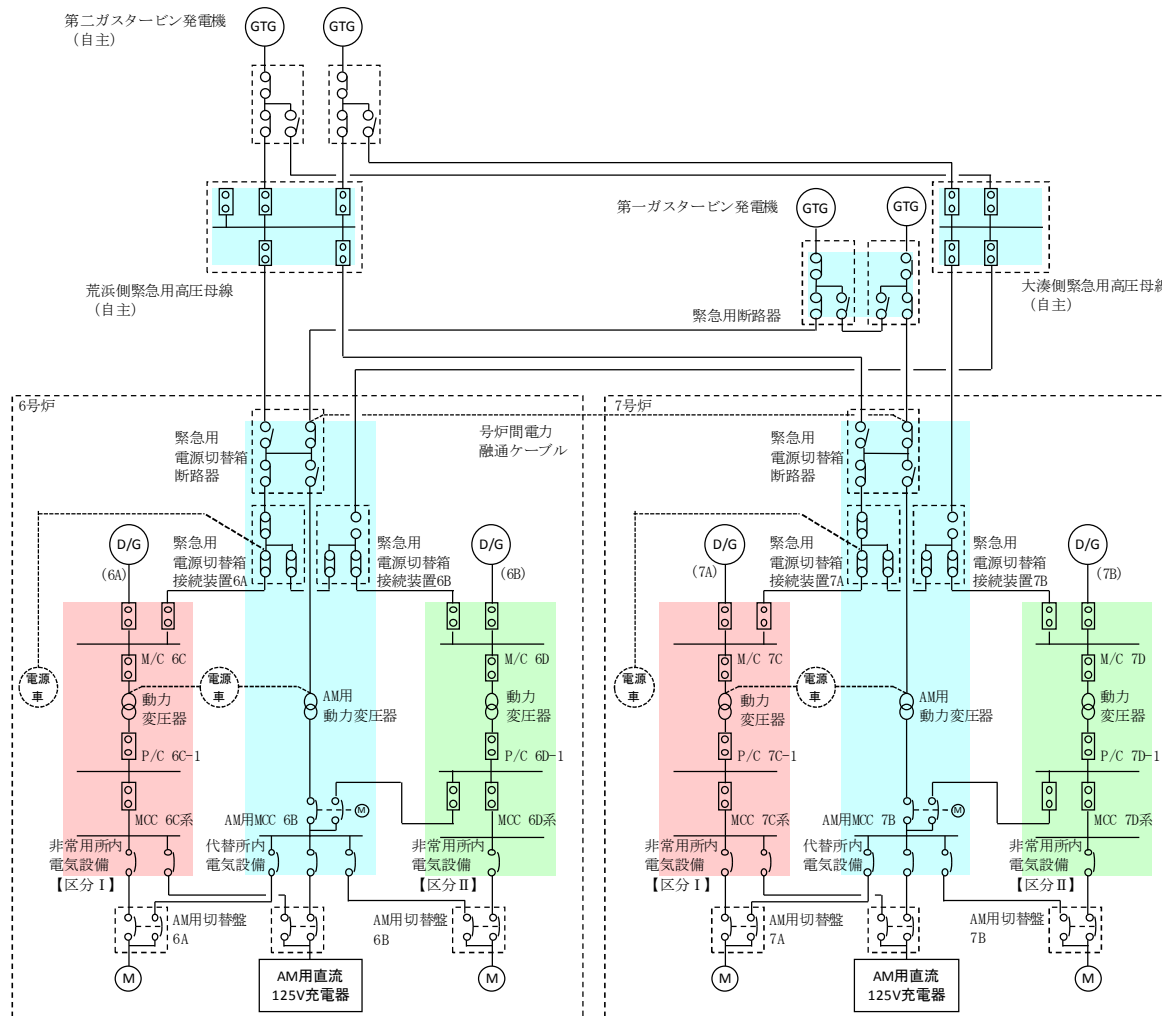 第二ガスタービン発電機
(自主)
GTG
GTG
第一ガスタービン発電機
GTG
GTG
荒浜側緊急用高圧母線
(自主)
緊急用断路器
大湊側緊急用高圧母線
(自主)
6号炉
緊急用
電源切替箱
断路器
号炉間電力
融通ケーブル
D/G
(6A)
緊急用
電源切替箱
接続装置6A
緊急用
電源切替箱
接続装置6B
D/G
(6B)
M/C 6C
M/C 6D
電源
車
電源
車
動力
変圧器
AM用
動力変圧器
動力
変圧器
P/C 6C-1
P/C 6D-1
M
MCC 6C系
AM用MCC 6B
MCC 6D系
非常用所内
電気設備
【区分Ⅰ】
代替所内
電気設備
非常用所内
電気設備
【区分Ⅱ】
AM用切替盤
6A
AM用切替盤
6B
M
AM用直流
125V充電器
M
7号炉
緊急用
電源切替箱
断路器
D/G
(7A)
緊急用
電源切替箱
接続装置7A
緊急用
電源切替箱
接続装置7B
D/G
(7B)
M/C 7C
M/C 7D
電源
車
電源
車
動力
変圧器
AM用
動力変圧器
動力
変圧器
P/C 7C-1
P/C 7D-1
M
MCC 7C系
AM用MCC 7B
MCC 7D系
非常用所内
電気設備
【区分Ⅰ】
代替所内
電気設備
非常用所内
電気設備
【区分Ⅱ】
AM用切替盤
7A
AM用切替盤
7B
M
AM用直流
125V充電器
M